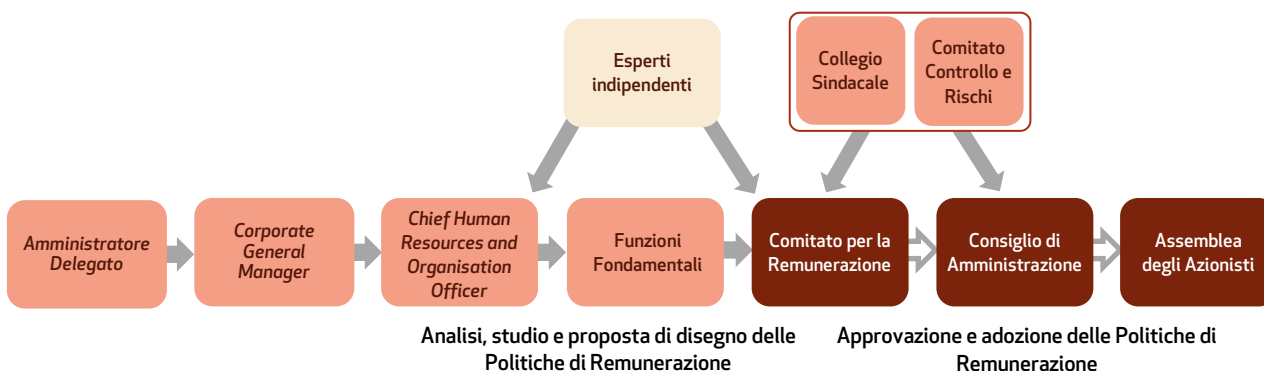 Esperti
indipendenti
Collegio
Sindacale
Comitato
Controllo e
Rischi
Amministratore
Delegato
Corporate
General
Manager
Chief Human
Resources and
Organisation
Officer
Funzioni
Fondamentali
Comitato per la
Remunerazione
Consiglio di
Amministrazione
Assemblea
degli Azionisti
Analisi, studio e proposta di disegno delle
Politiche di Remunerazione
Approvazione e adozione delle Politiche di
Remunerazione